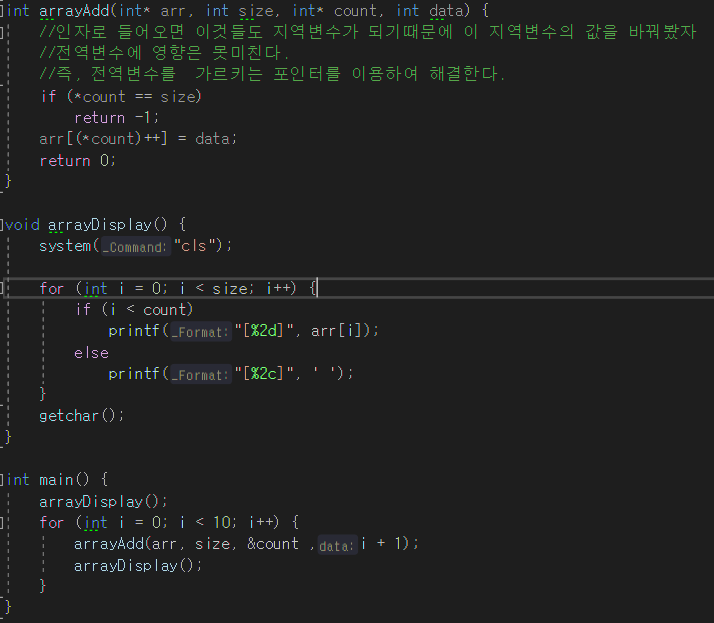 int arrayAdd(int* arr, int size, int* count, int data) {
//인자로 들어오면 이것들도 지역변수가 되기때문에 이 지역변수의 값을 바꿔봤자
//전역변수에 영향은 못미친다.
//즉, 전역변수를  가르키는 포인터를 이용하여 해결한다.
if (*count == size)
return -1;
arr[(*count)++] = data;
return 0;
}
void arrayDisplay() {
system(_Command:"cls");
for (int i = 0; i < size; i++) {
if (i < count)
printf(_Format:"[%2d]", arr[i]);
else
printf(_Format:"[%2c]", ' ');
}
getchar();
}
int main() {
arrayDisplay();
for (int i = 0; i < 10; i++) {
arrayAdd(arr, size, &count ,data:i + 1);
arrayDisplay();
}
}